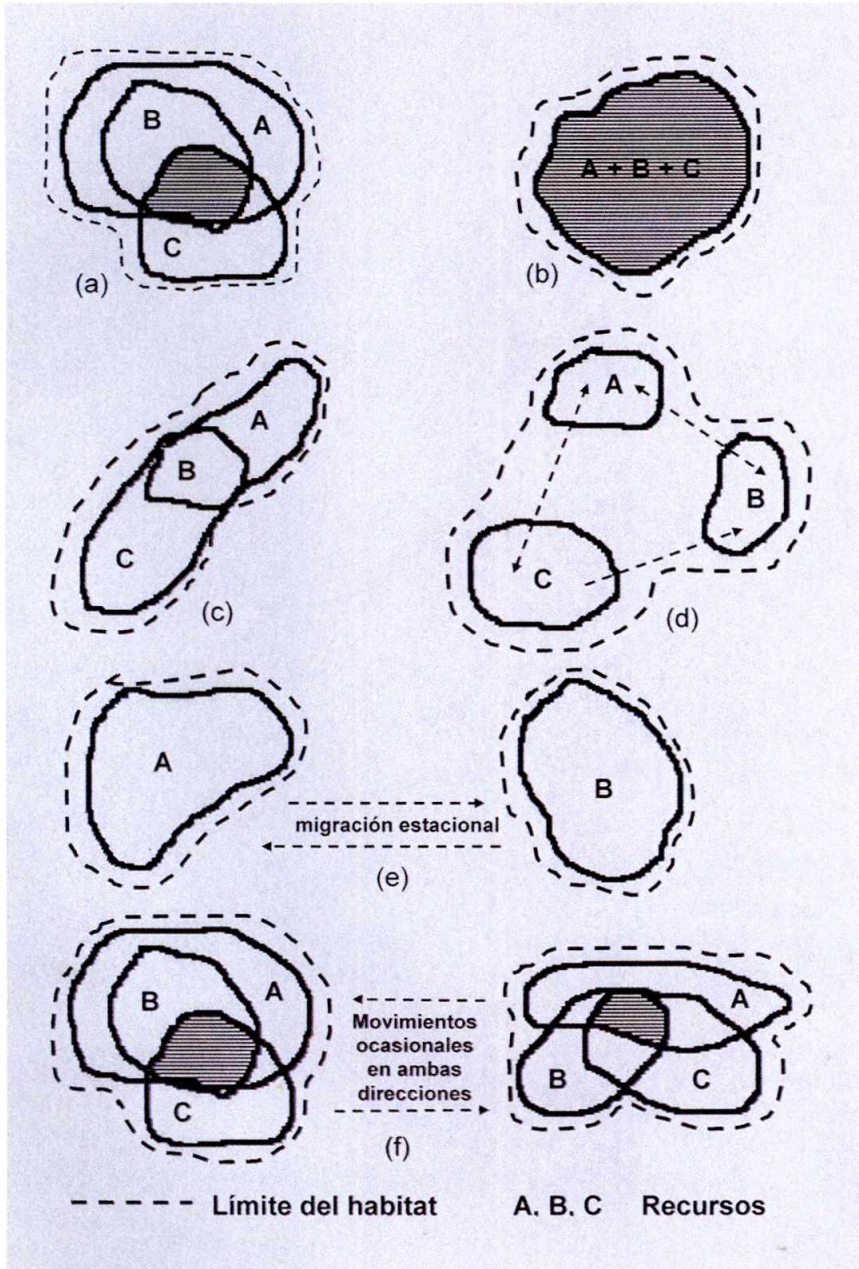 B
A
C
(a)
A + B + C
(b)
A
B
C
(c)
A
B
C
(d)
A
migración estacional
B
(e)
B
A
C
Movimientos
ocasionales
en ambas
direcciones
A
B
C
(f)
Límite del habitat A. B. C Recursos